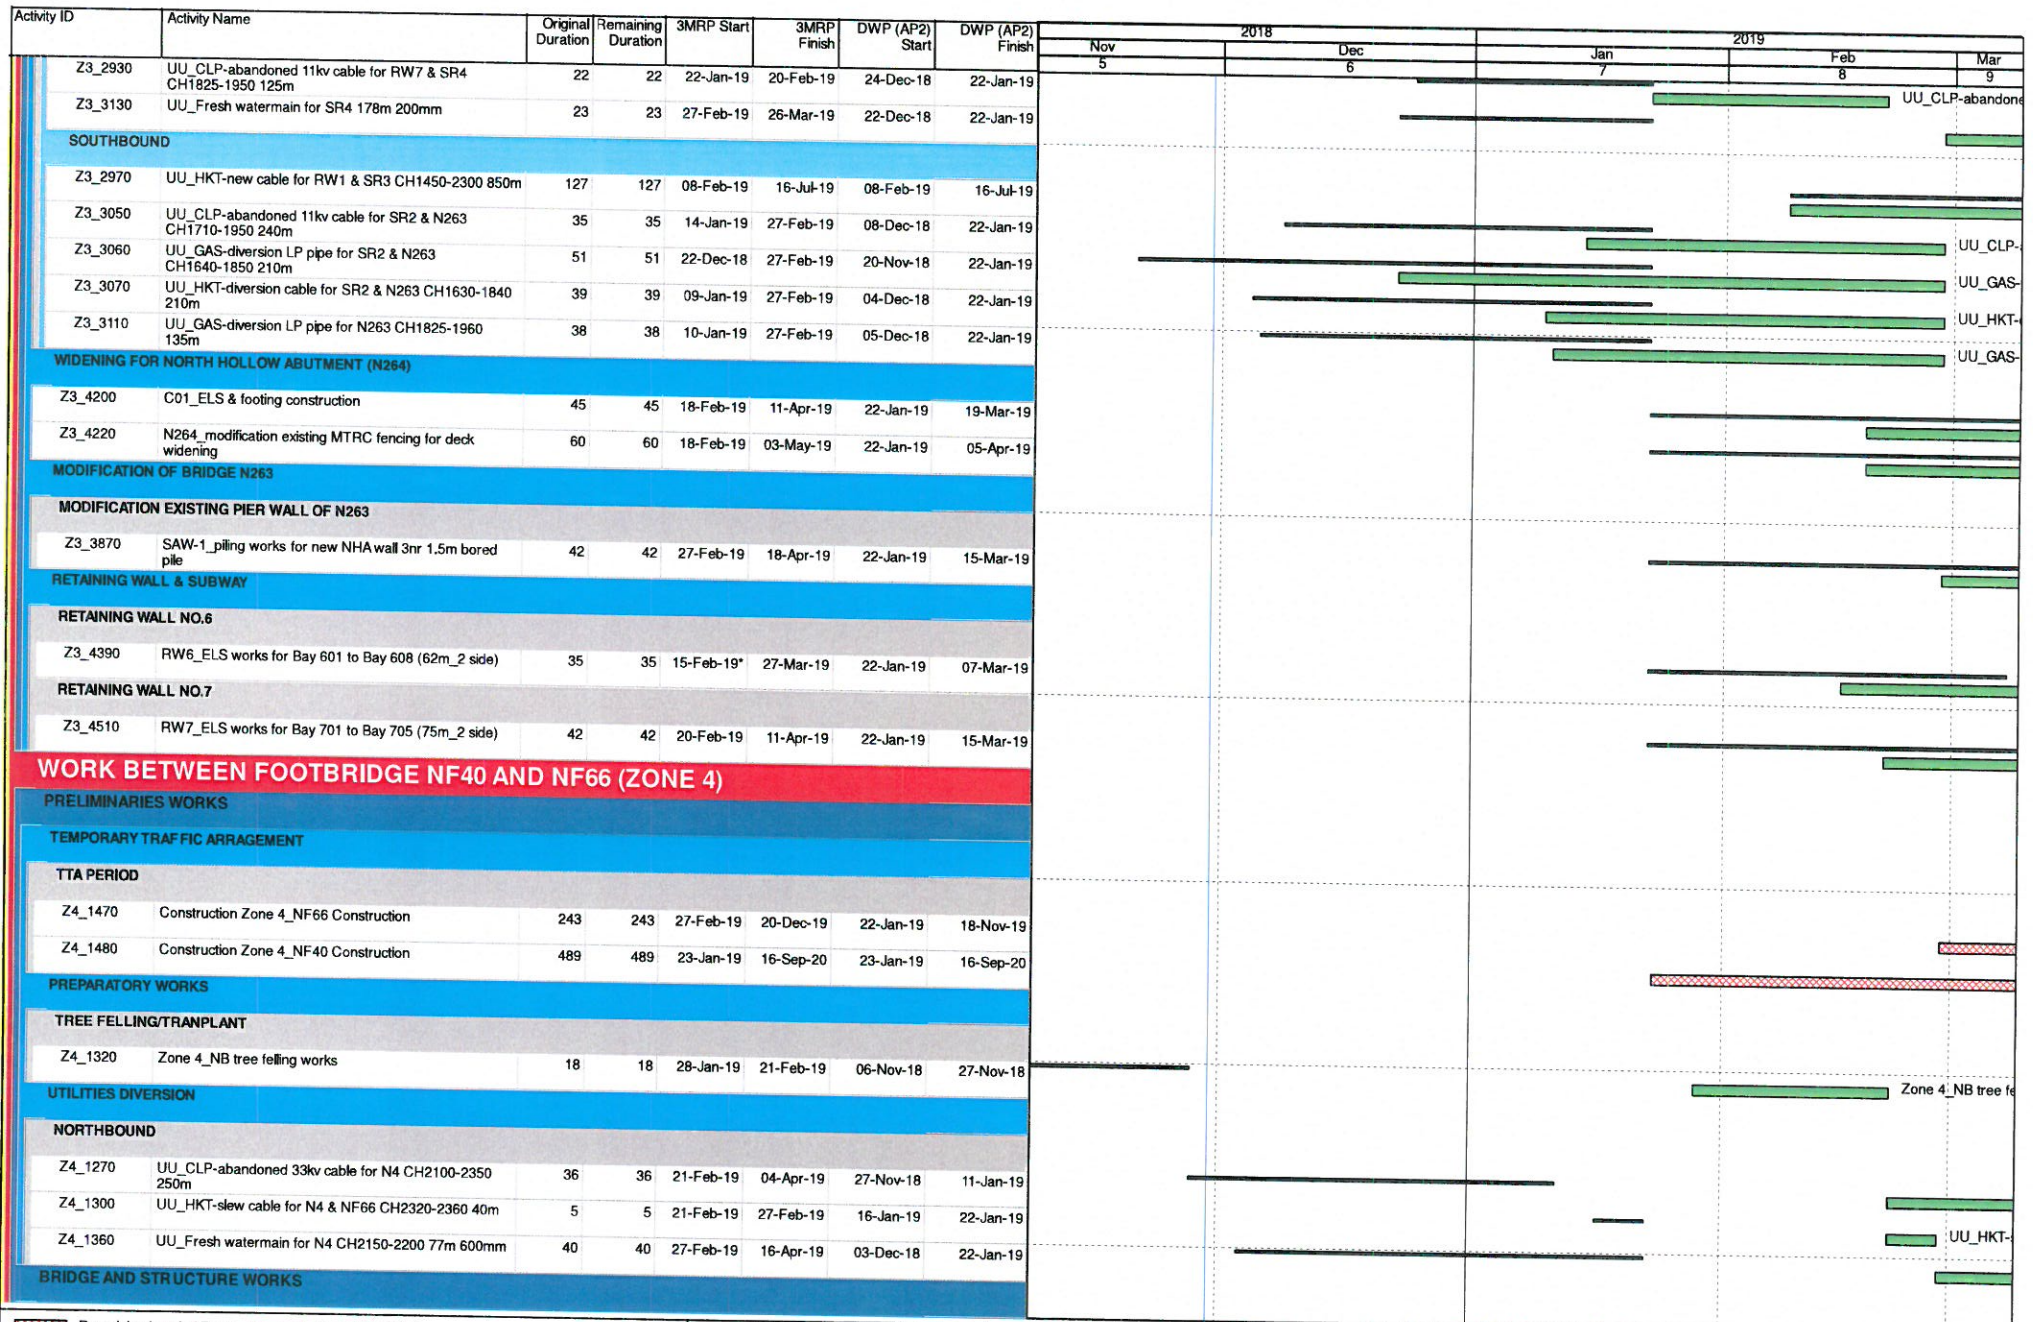 Activity ID Activity Name Original Duration Remaining Duration 3MRP Start 3MRP Finish DWP (AP2) Start DWP (AP2) Finish
2018 2019
Nov Dec Jan Feb Mar
5 6 7 8 9
Z3_2930 UU_CLP-abandoned 11kv cable for RW7 & SR4 CH1825-1950 125m 22 22 22-Jan-19 20-Feb-19 24-Dec-18 22-Jan-19
UU_CLP-abandone
Z3_3130 UU_Fresh watermain for SR4 178m 200mm 23 23 27-Feb-19 26-Mar-19 22-Dec-18 22-Jan-19
SOUTHBOUND
Z3_2970 UU_HKT-new cable for RW1 & SR3 CH1450-2300 850m 127 127 08-Feb-19 16-Jul-19 08-Feb-19 16-Jul-19
Z3_3050 UU_CLP-abandoned 11kv cable for SR2 & N263 CH1710-1950 240m 35 35 14-Jan-19 27-Feb-19 08-Dec-18 22-Jan-19
UU_CLP-
Z3_3060 UU_GAS-diversion LP pipe for SR2 & N263 CH1640-1850 210m 51 51 22-Dec-18 27-Feb-19 20-Nov-18 22-Jan-19
UU_GAS-
Z3_3070 UU_HKT-diversion cable for SR2 & N263 CH1630-1840 210m 39 39 09-Jan-19 27-Feb-19 04-Dec-18 22-Jan-19
UU_HKT-
Z3_3110 UU_GAS-diversion LP pipe for N263 CH1825-1960 135m 38 38 10-Jan-19 27-Feb-19 05-Dec-18 22-Jan-19
UU_GAS-
WIDENING FOR NORTH HOLLOW ABUTMENT (N264)
Z3_4200 C01_ELS & footing construction 45 45 18-Feb-19 11-Apr-19 22-Jan-19 19-Mar-19
Z3_4220 N264_modification existing MTRC fencing for deck widening 60 60 18-Feb-19 03-May-19 22-Jan-19 05-Apr-19
MODIFICATION OF BRIDGE N263
MODIFICATION EXISTING PIER WALL OF N263
Z3_3870 SAW-1_piling works for new NHA wall 3nr 1.5m bored pile 42 42 27-Feb-19 18-Apr-19 22-Jan-19 15-Mar-19
RETAINING WALL & SUBWAY
RETAINING WALL NO.6
Z3_4390 RW6_ELS works for Bay 601 to Bay 608 (62m_2 side) 35 35 15-Feb-19* 27-Mar-19 22-Jan-19 07-Mar-19
RETAINING WALL NO.7
Z3_4510 RW7_ELS works for Bay 701 to Bay 705 (75m_2 side) 42 42 20-Feb-19 11-Apr-19 22-Jan-19 15-Mar-19
WORK BETWEEN FOOTBRIDGE NF40 AND NF66 (ZONE 4)
PRELIMINARIES WORKS
TEMPORARY TRAFFIC ARRAGEMENT
TTA PERIOD
Z4_1470 Construction Zone 4_NF66 Construction 243 243 27-Feb-19 20-Dec-19 22-Jan-19 18-Nov-19
Z4_1480 Construction Zone 4_NF40 Construction 489 489 23-Jan-19 16-Sep-20 23-Jan-19 16-Sep-20
PREPARATORY WORKS
TREE FELLING/TRANPLANT
Z4_1320 Zone 4_NB tree felling works 18 18 28-Jan-19 21-Feb-19 06-Nov-18 27-Nov-18
Zone 4_NB tree fe
UTILITIES DIVERSION
NORTHBOUND
Z4_1270 UU_CLP-abandoned 33kv cable for N4 CH2100-2350 250m 36 36 21-Feb-19 04-Apr-19 27-Nov-18 11-Jan-19
Z4_1300 UU_HKT-slew cable for N4 & NF66 CH2320-2360 40m 5 5 21-Feb-19 27-Feb-19 16-Jan-19 22-Jan-19
UU_HKT-
Z4_1360 UU_Fresh watermain for N4 CH2150-2200 77m 600mm 40 40 27-Feb-19 16-Apr-19 03-Dec-18 22-Jan-19
BRIDGE AND STRUCTURE WORKS